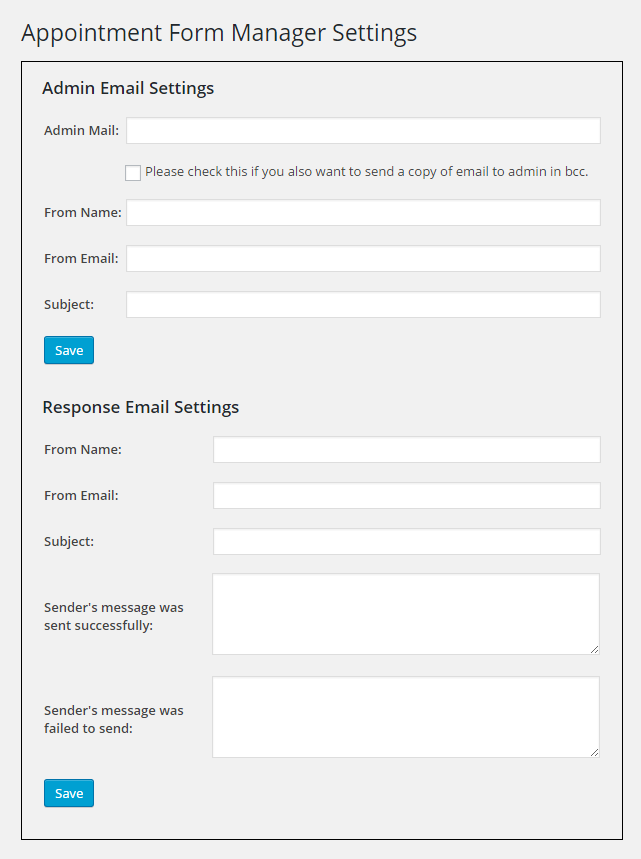 Appointment Form Manager Settings
Admin Email Settings
Admin Mail:
Please check this if you also want to send a copy of email to admin in bcc.
From Name:
From Email:
Subject:
Save
Response Email Settings
From Name:
From Email:
Subject:
Sender's message was
sent successfully:
Sender's message was
failed to send:
Save